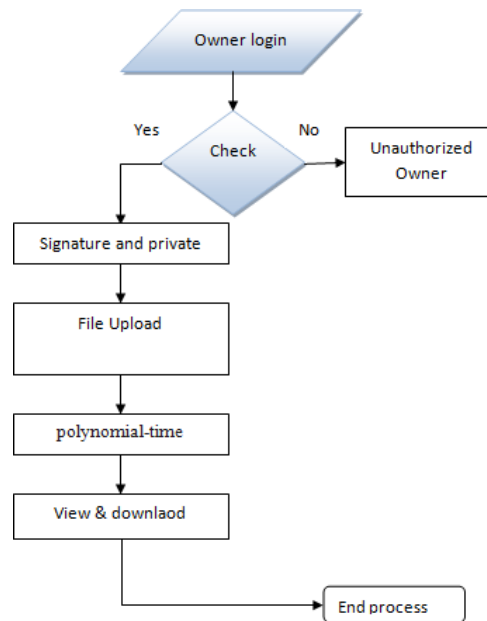 Owner login
Yes
No
Check
Unauthorized
Owner
Signature and private
File Upload
polynomial-time
View & downlaod
End process